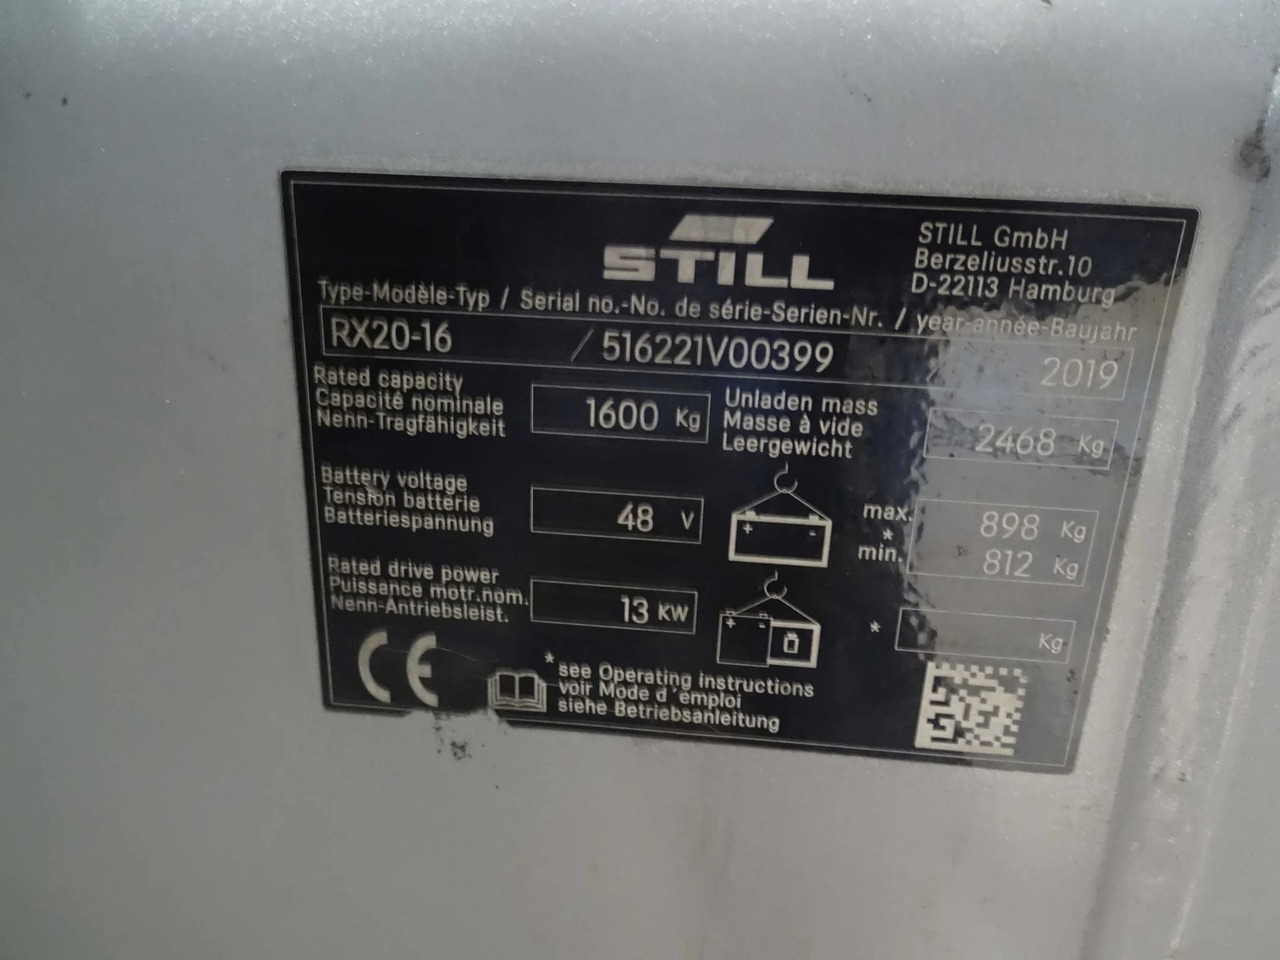 STILL
STILL GmbH
Berzeliusstr.10
D-22113 Hamburg
Type-Modèle-Typ / Serial no.-No. de série-Serien-Nr. / year-année-Baujahr
RX20-16 / 516221V00399 / 2019
Rated capacity
Capacité nominale
Nenn-Tragfähigkeit
1600 Kg
Unladen mass
Masse à vide
Leergewicht
2468 Kg
Battery voltage
Tension batterie
Batteriespannung
48 V
+ -
max. 898 Kg
*
min. 812 Kg
Rated drive power
Puissance motr.nom.
Nenn-Antriebsleist.
13 KW
+ -
* Kg
CE
* see Operating instructions
voir Mode d'emploi
siehe Betriebsanleitung